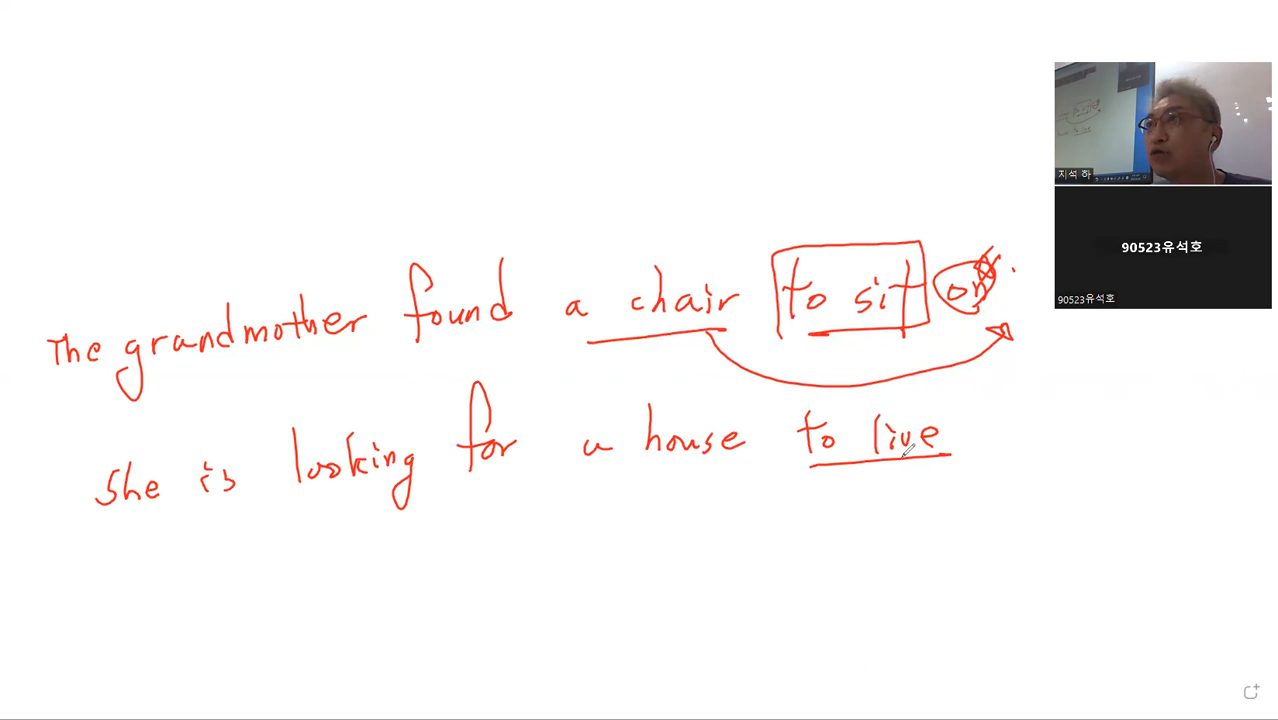 The grandmother found a chair to sit on.
She is looking for a house to live
지석 하
90523유석호
90523유석호